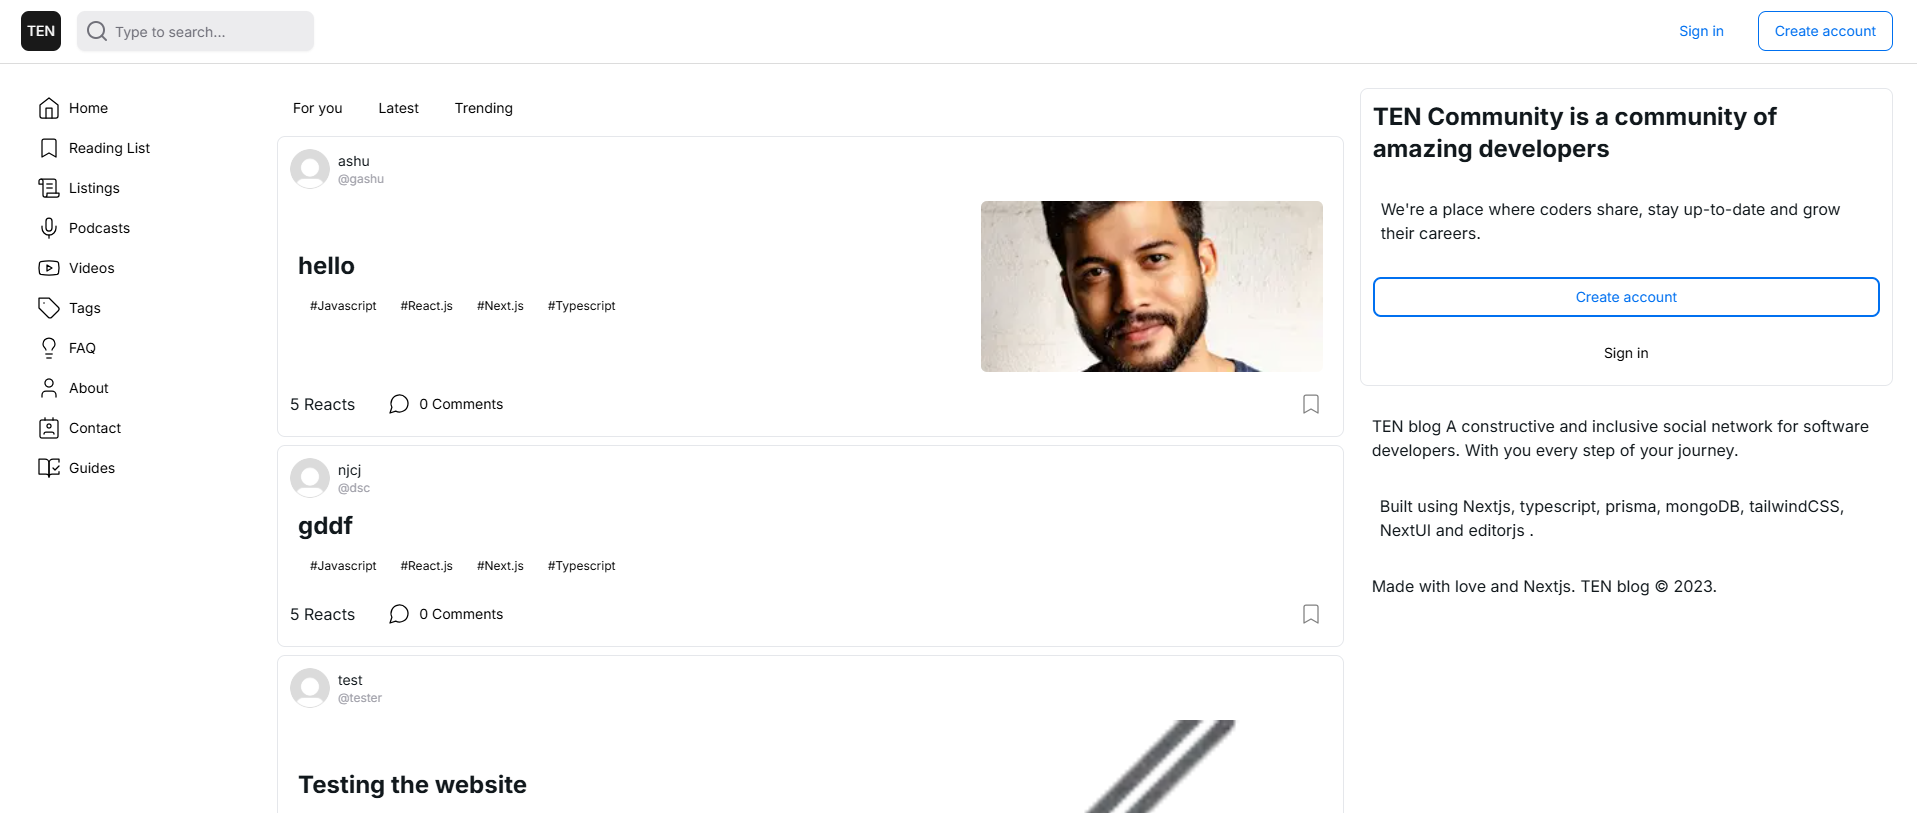 TEN
Type to search...
Sign in
Create account
Home
Reading List
Listings
Podcasts
Videos
Tags
FAQ
About
Contact
Guides
For you
Latest
Trending
ashu
@gashu
hello
#Javascript #React.js #Next.js #Typescript
5 Reacts
0 Comments
njcj
@dsc
gddf
#Javascript #React.js #Next.js #Typescript
5 Reacts
0 Comments
test
@tester
Testing the website
TEN Community is a community of
amazing developers
We're a place where coders share, stay up-to-date and grow
their careers.
Create account
Sign in
TEN blog A constructive and inclusive social network for software
developers. With you every step of your journey.
Built using Nextjs, typescript, prisma, mongoDB, tailwindCSS,
NextUI and editorjs .
Made with love and Nextjs. TEN blog © 2023.